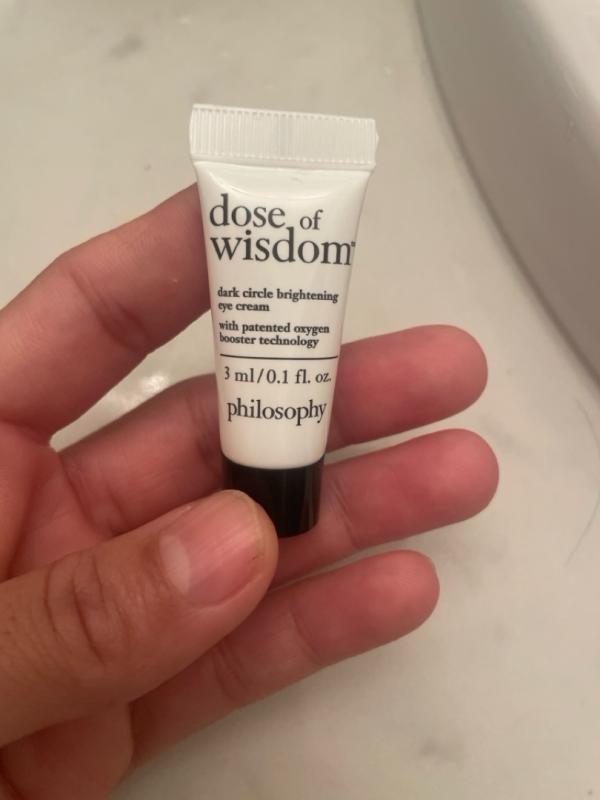 dose of
wisdom™
dark circle brightening
eye cream
with patented oxygen
booster technology
3 ml/0.1 fl. oz.
philosophy